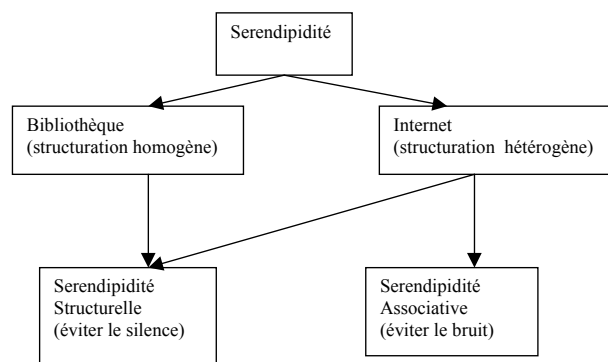 Serendipidité
Bibliothèque
(structuration homogène)
Internet
(structuration hétérogène)
Serendipidité
Structurelle
(éviter le silence)
Serendipidité
Associative
(éviter le bruit)